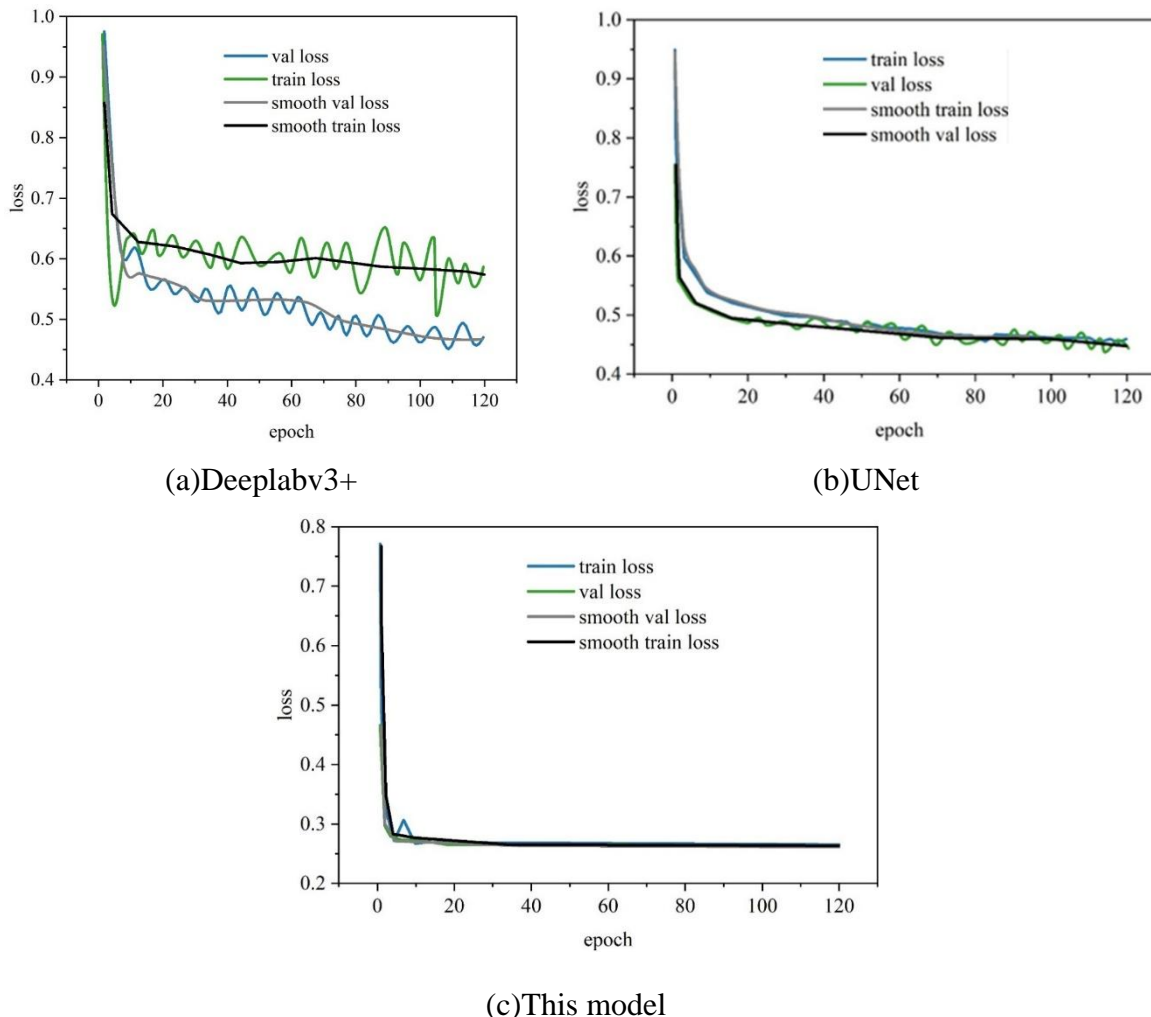 1.0
0.9
0.8
0.7
0.6
0.5
0.4
loss
val loss
train loss
smooth val loss
smooth train loss
0 20 40 60 80 100 120
epoch
(a)Deeplabv3+
1.0
0.9
0.8
0.7
0.6
0.5
0.4
loss
train loss
val loss
smooth train loss
smooth val loss
0 20 40 60 80 100 120
epoch
(b)UNet
0.8
0.7
0.6
0.5
0.4
0.3
0.2
loss
train loss
val loss
smooth val loss
smooth train loss
0 20 40 60 80 100 120
epoch
(c)This model